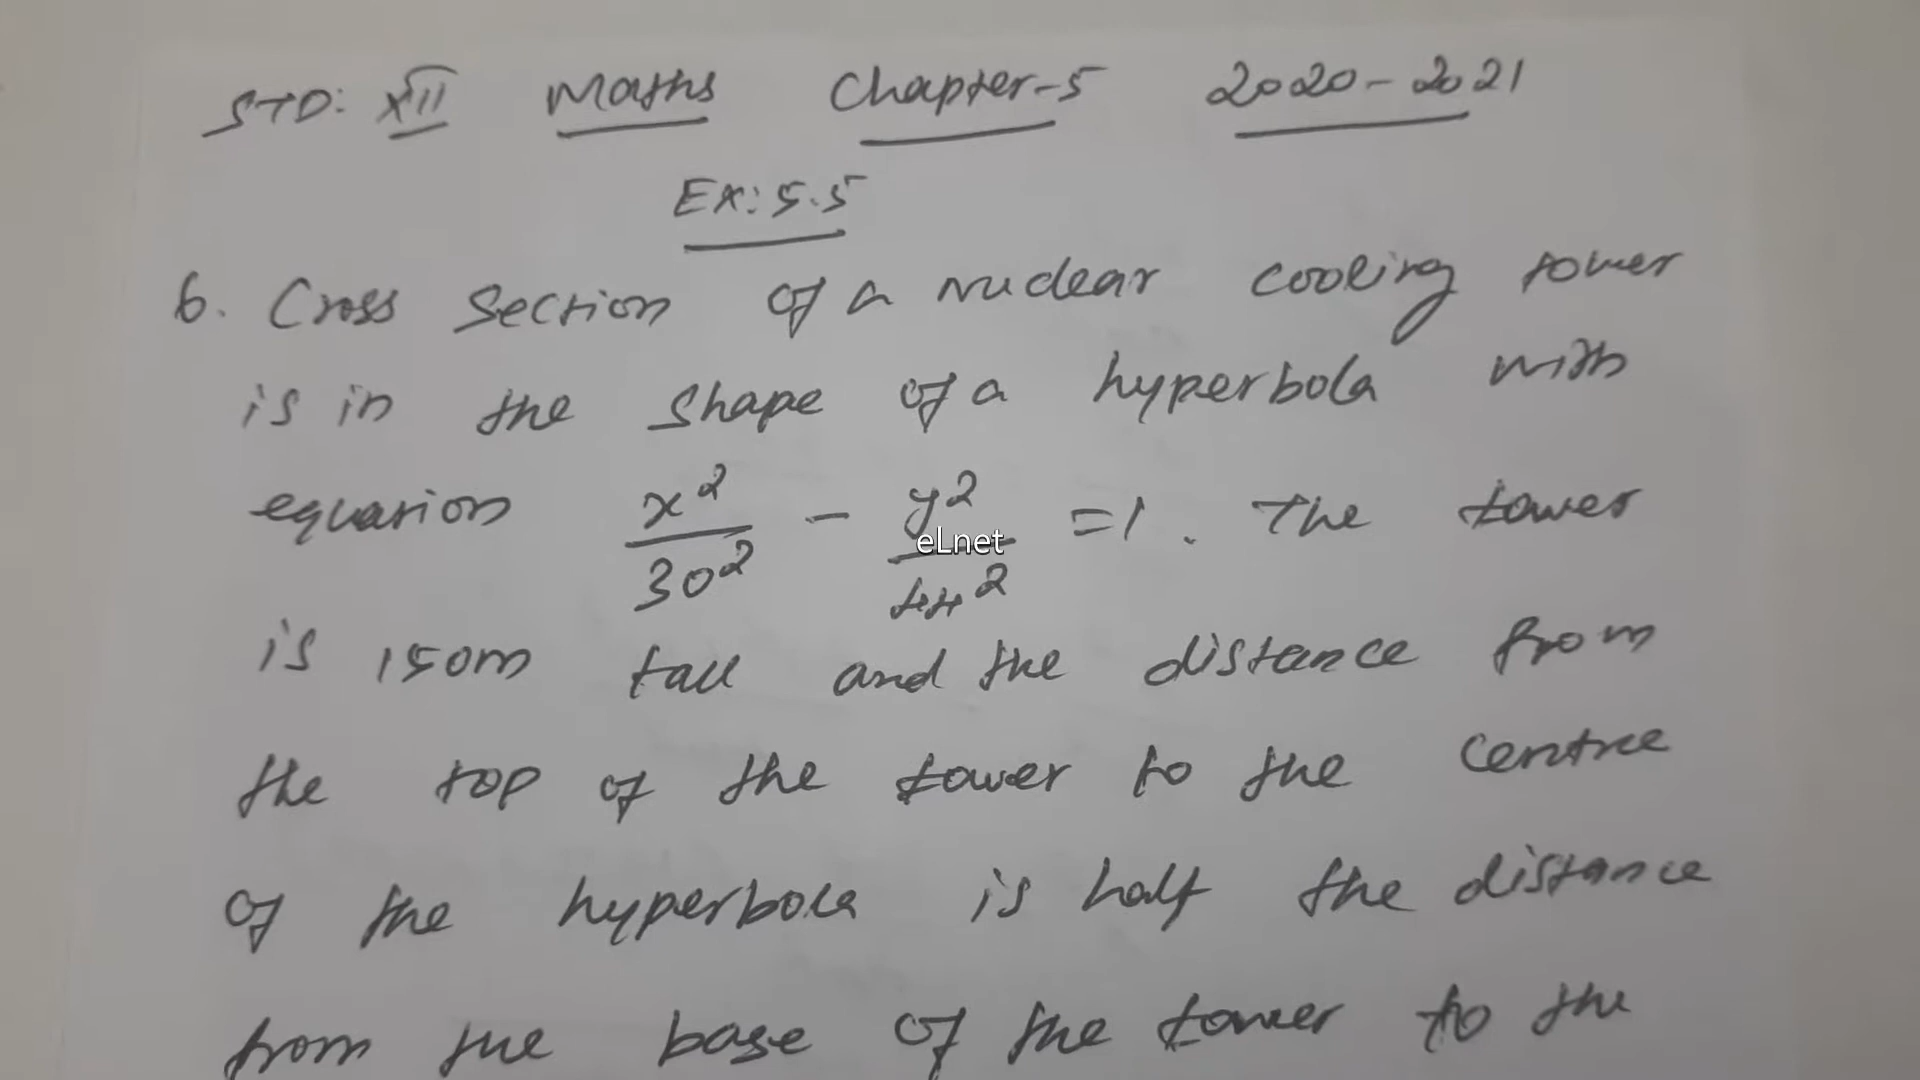 STD: XII Maths Chapter-5 2020-2021
Ex: 5.5
6. Cross Section of a nuclear cooling tower
is in the shape of a hyperbola with
equation x²/30² - y²/44² =1. The tower
eLnet
is 150m tall and the distance from
the top of the tower to the centre
of the hyperbola is half the distance
from the base of the tower to the